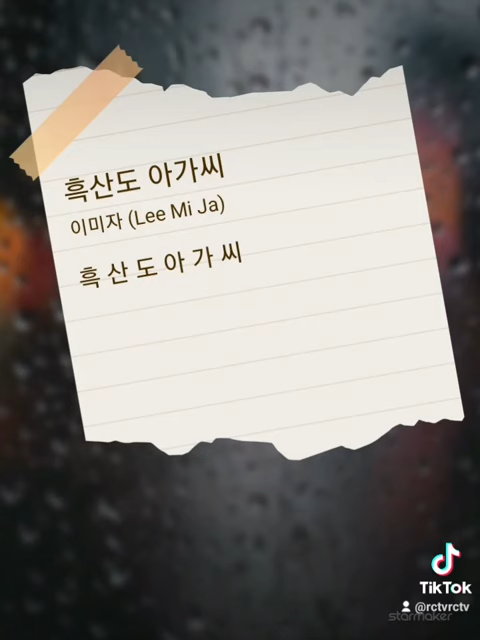 흑산도 아가씨
이미자 (Lee Mi Ja)
흑 산 도 아 가 씨
TikTok
@rctvrctv
starmaker